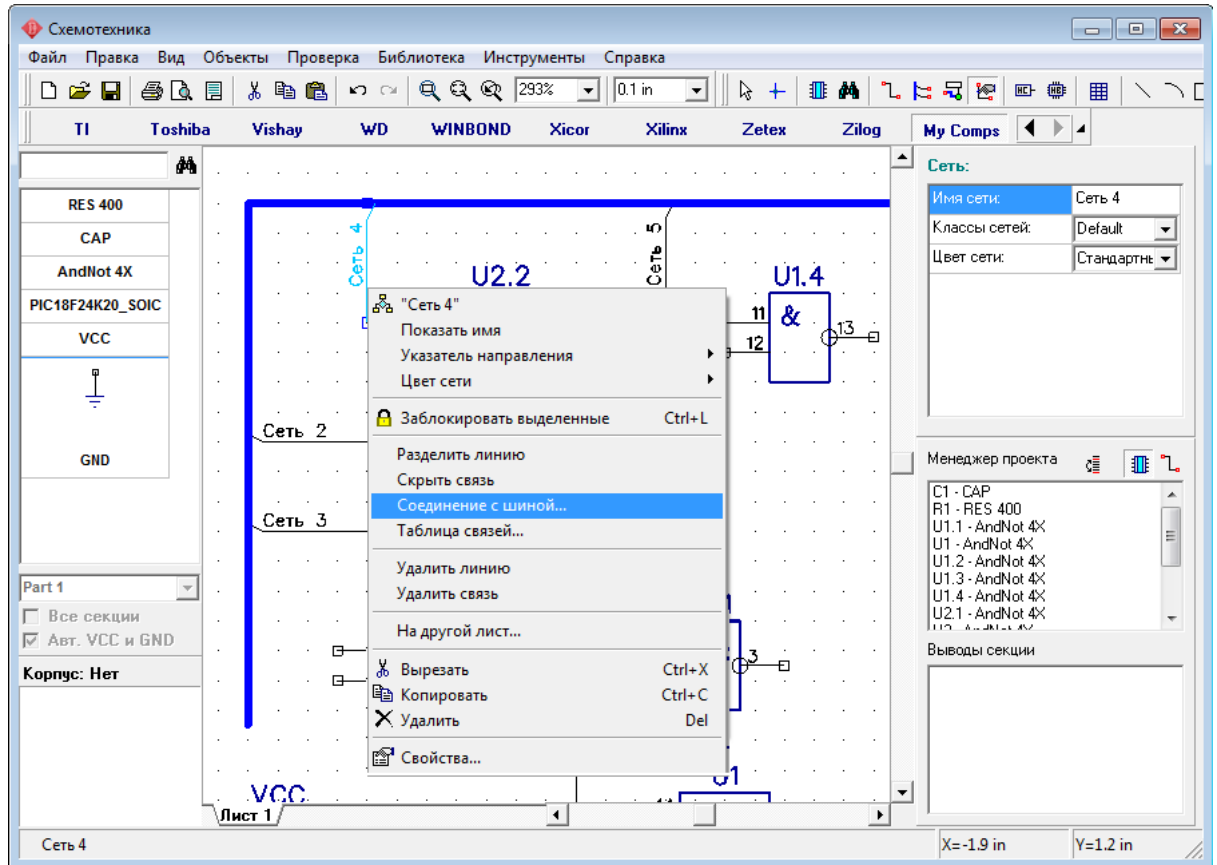 Схемотехника
Файл Правка Вид Объекты Проверка Библиотека Инструменты Справка
293% 0.1 in
TI Toshiba Vishay WD WINBOND Xicor Xilinx Zetex Zilog My Comps
RES 400
CAP
AndNot 4X
PIC18F24K20_SOIC
VCC
GND
Part 1
Все секции
Авт. VCC и GND
Корпус: Нет
Сеть 4
Сеть 5
U2.2
U1.4
11
&
13
12
Сеть 2
Сеть 3
3
VCC
U1
"Сеть 4"
Показать имя
Указатель направления
Цвет сети
Заблокировать выделенные Ctrl+L
Разделить линию
Скрыть связь
Соединение с шиной...
Таблица связей...
Удалить линию
Удалить связь
На другой лист...
Вырезать Ctrl+X
Копировать Ctrl+C
Удалить Del
Свойства...
Лист 1
Сеть:
Имя сети: Сеть 4
Классы сетей: Default
Цвет сети: Стандартнь
Менеджер проекта
C1 - CAP
R1 - RES 400
U1.1 - AndNot 4X
U1 - AndNot 4X
U1.2 - AndNot 4X
U1.3 - AndNot 4X
U1.4 - AndNot 4X
U2.1 - AndNot 4X
U2 - AndNot 4X
Выводы секции
Сеть 4 X=-1.9 in Y=1.2 in